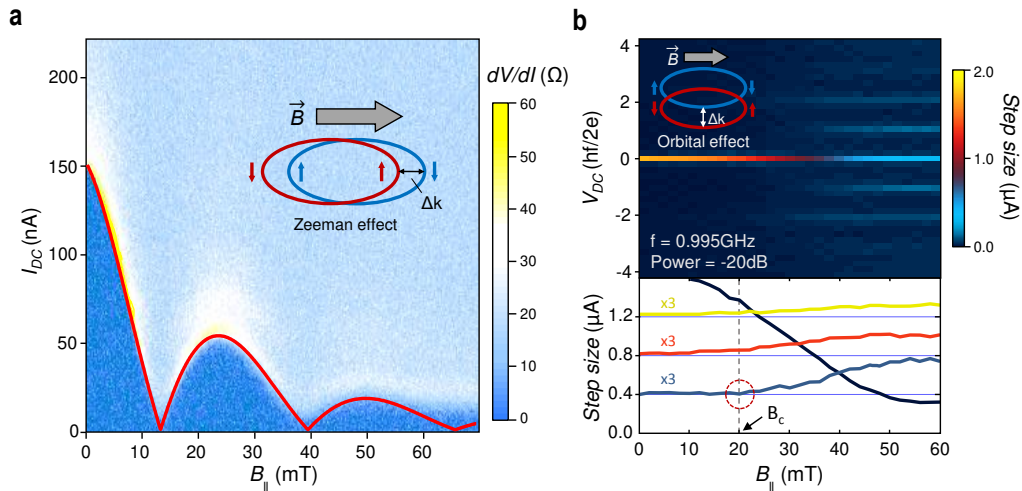 a
200
150
100
50
0
I_DC (nA)
0 10 20 30 40 50 60
B_∥ (mT)
B
Zeeman effect
Δk
dV/dI (Ω)
60
50
40
30
20
10
0
b
4
2
0
-2
-4
V_DC (hf/2e)
B
Δk
Orbital effect
f = 0.995GHz
Power = -20dB
2.0
1.0
0.0
Step size (μA)
1.2
0.8
0.4
0.0
Step size (μA)
x3
x3
x3
B_c
0 10 20 30 40 50 60
B_∥ (mT)